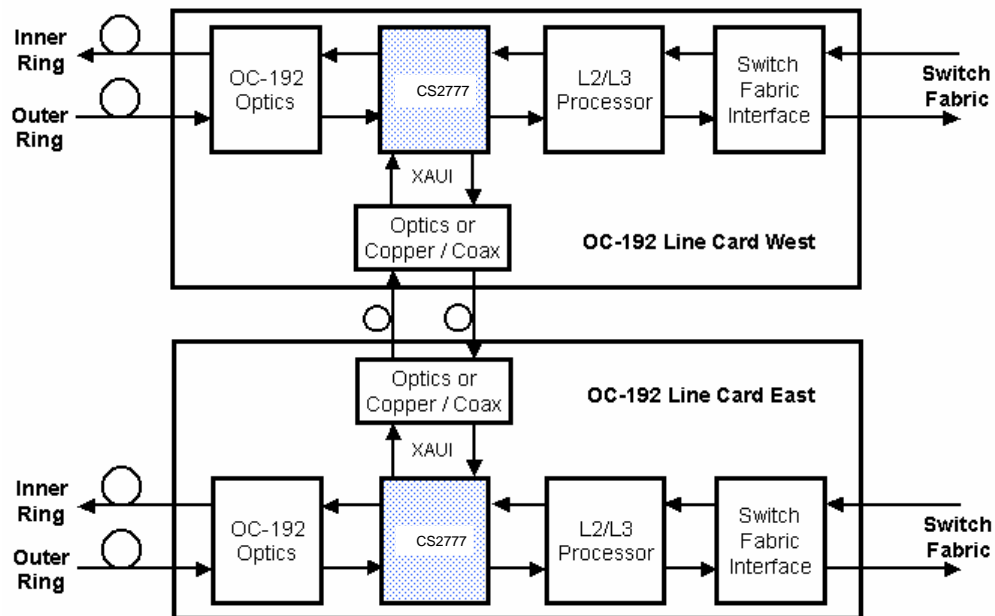 Inner
Ring
Outer
Ring
OC-192
Optics
CS2777
L2/L3
Processor
Switch
Fabric
Interface
Switch
Fabric
XAUI
Optics or
Copper / Coax
OC-192 Line Card West
Optics or
Copper / Coax
OC-192 Line Card East
XAUI
Inner
Ring
Outer
Ring
OC-192
Optics
CS2777
L2/L3
Processor
Switch
Fabric
Interface
Switch
Fabric